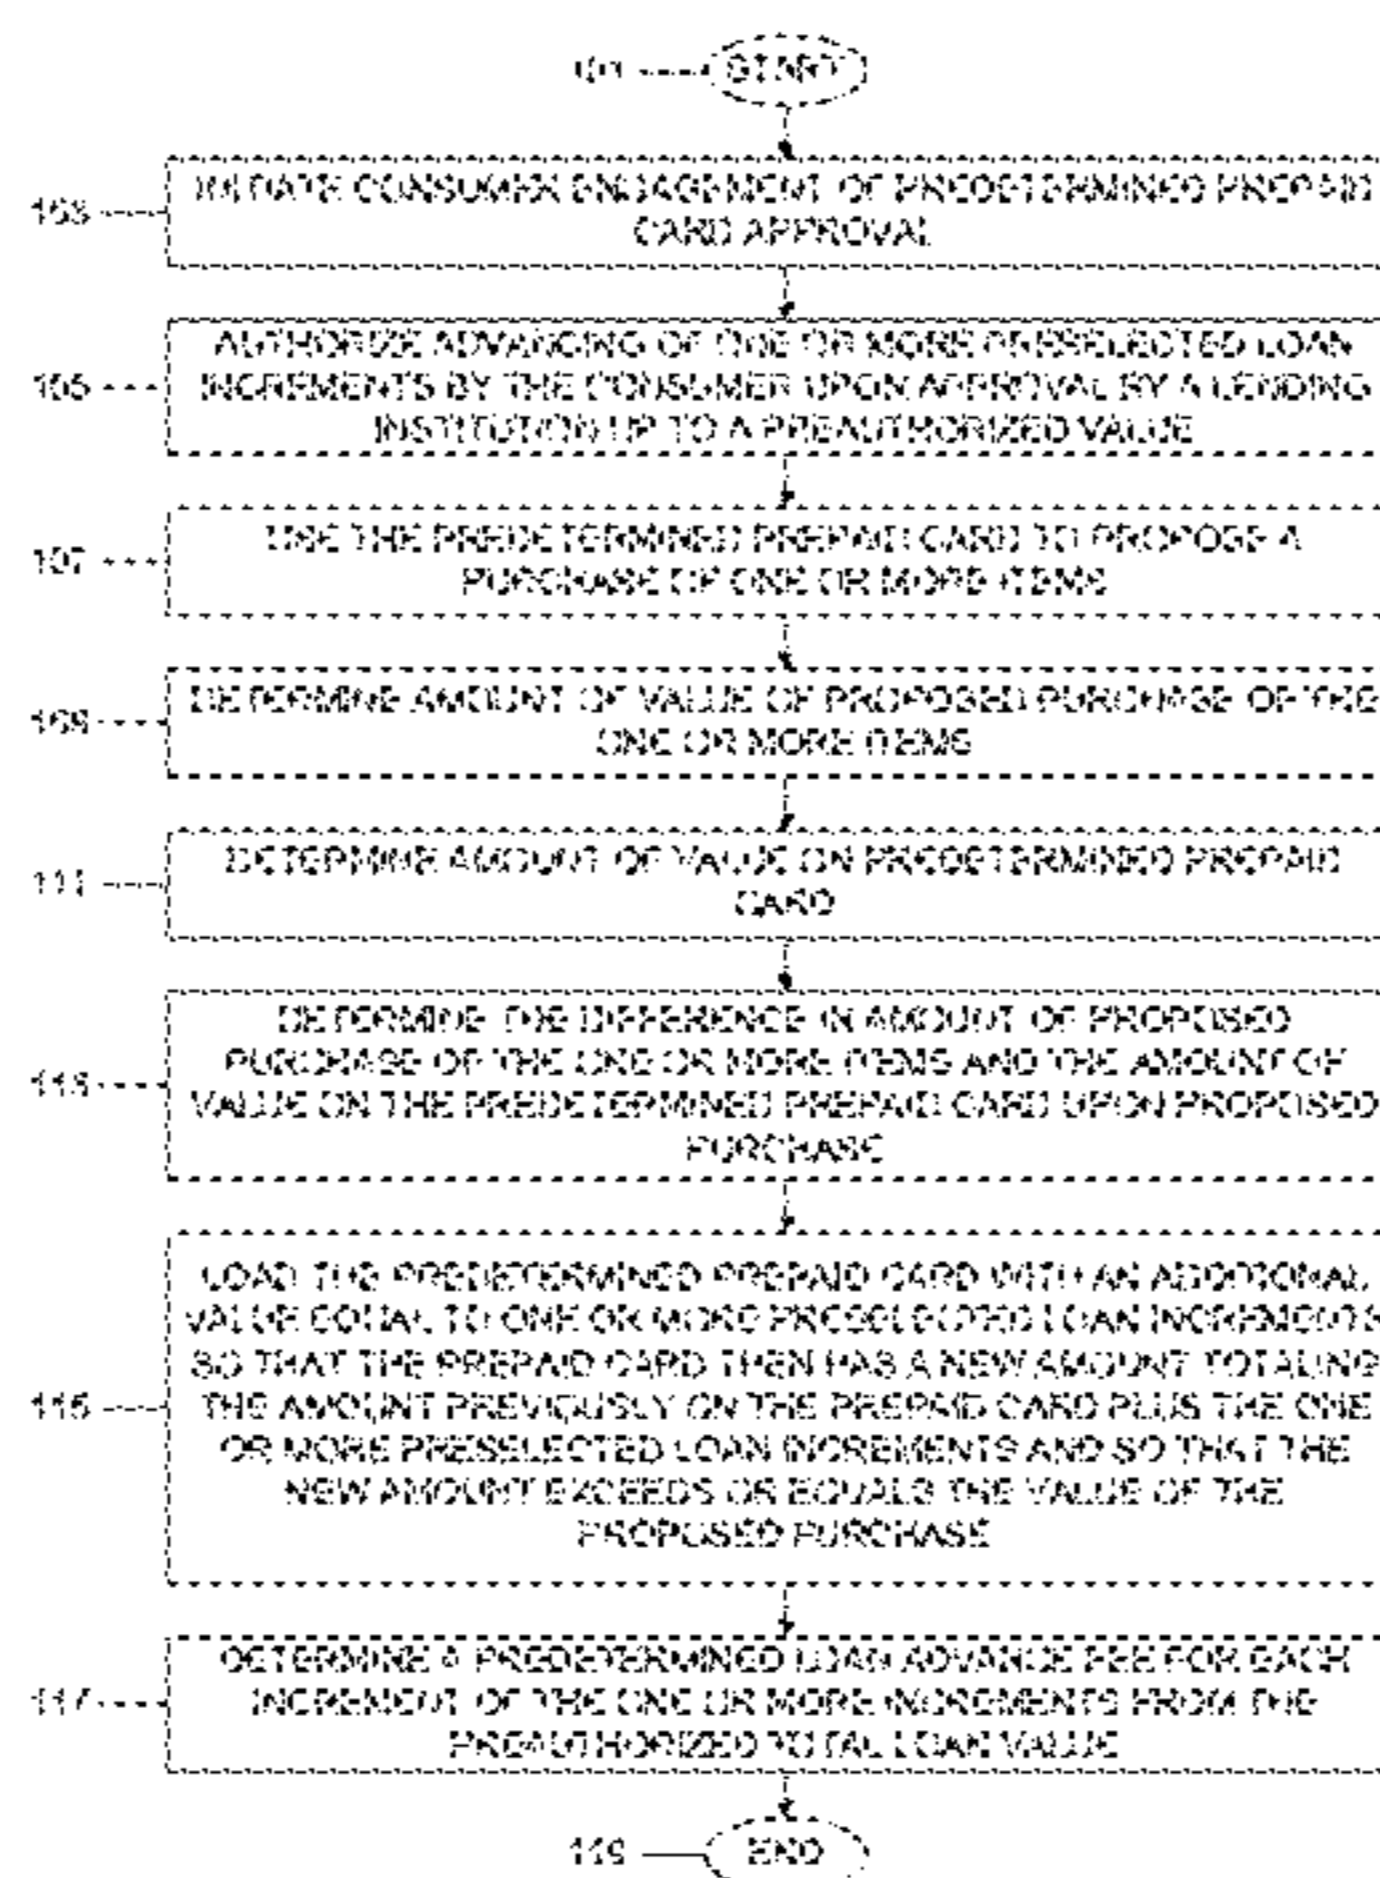 101 START
103 INITIATE CONSUMER ENGAGEMENT OF PREDETERMINED PREPAID
CARD APPROVAL
AUTHORIZE ADVANCING OF ONE OR MORE PRESELECTED LOAN
105 INCREMENTS BY THE CONSUMER UPON APPROVAL BY A LENDING
INSTITUTION UP TO A PREAUTHORIZED VALUE
107 USE THE PREDETERMINED PREPAID CARD TO PROPOSE A
PURCHASE OF ONE OR MORE ITEMS
109 DETERMINE AMOUNT OF VALUE OF PROPOSED PURCHASE OF THE
ONE OR MORE ITEMS
111 DETERMINE AMOUNT OF VALUE ON PREDETERMINED PREPAID
CARD
DETERMINE THE DIFFERENCE IN AMOUNT OF PROPOSED
PURCHASE OF THE ONE OR MORE ITEMS AND THE AMOUNT OF
113 VALUE ON THE PREDETERMINED PREPAID CARD UPON PROPOSED
PURCHASE
LOAD THE PREDETERMINED PREPAID CARD WITH AN ADDITIONAL
VALUE EQUAL TO ONE OR MORE PRESELECTED LOAN INCREMENTS
SO THAT THE PREPAID CARD THEN HAS A NEW AMOUNT TOTALING
115 THE AMOUNT PREVIOUSLY ON THE PREPAID CARD PLUS THE ONE
OR MORE PRESELECTED LOAN INCREMENTS AND SO THAT THE
NEW AMOUNT EXCEEDS OR EQUALS THE VALUE OF THE
PROPOSED PURCHASE
DETERMINE A PREDETERMINED LOAN ADVANCE FEE FOR EACH
117 INCREMENT OF THE ONE OR MORE INCREMENTS FROM THE
PREAUTHORIZED TOTAL LOAN VALUE
119 END